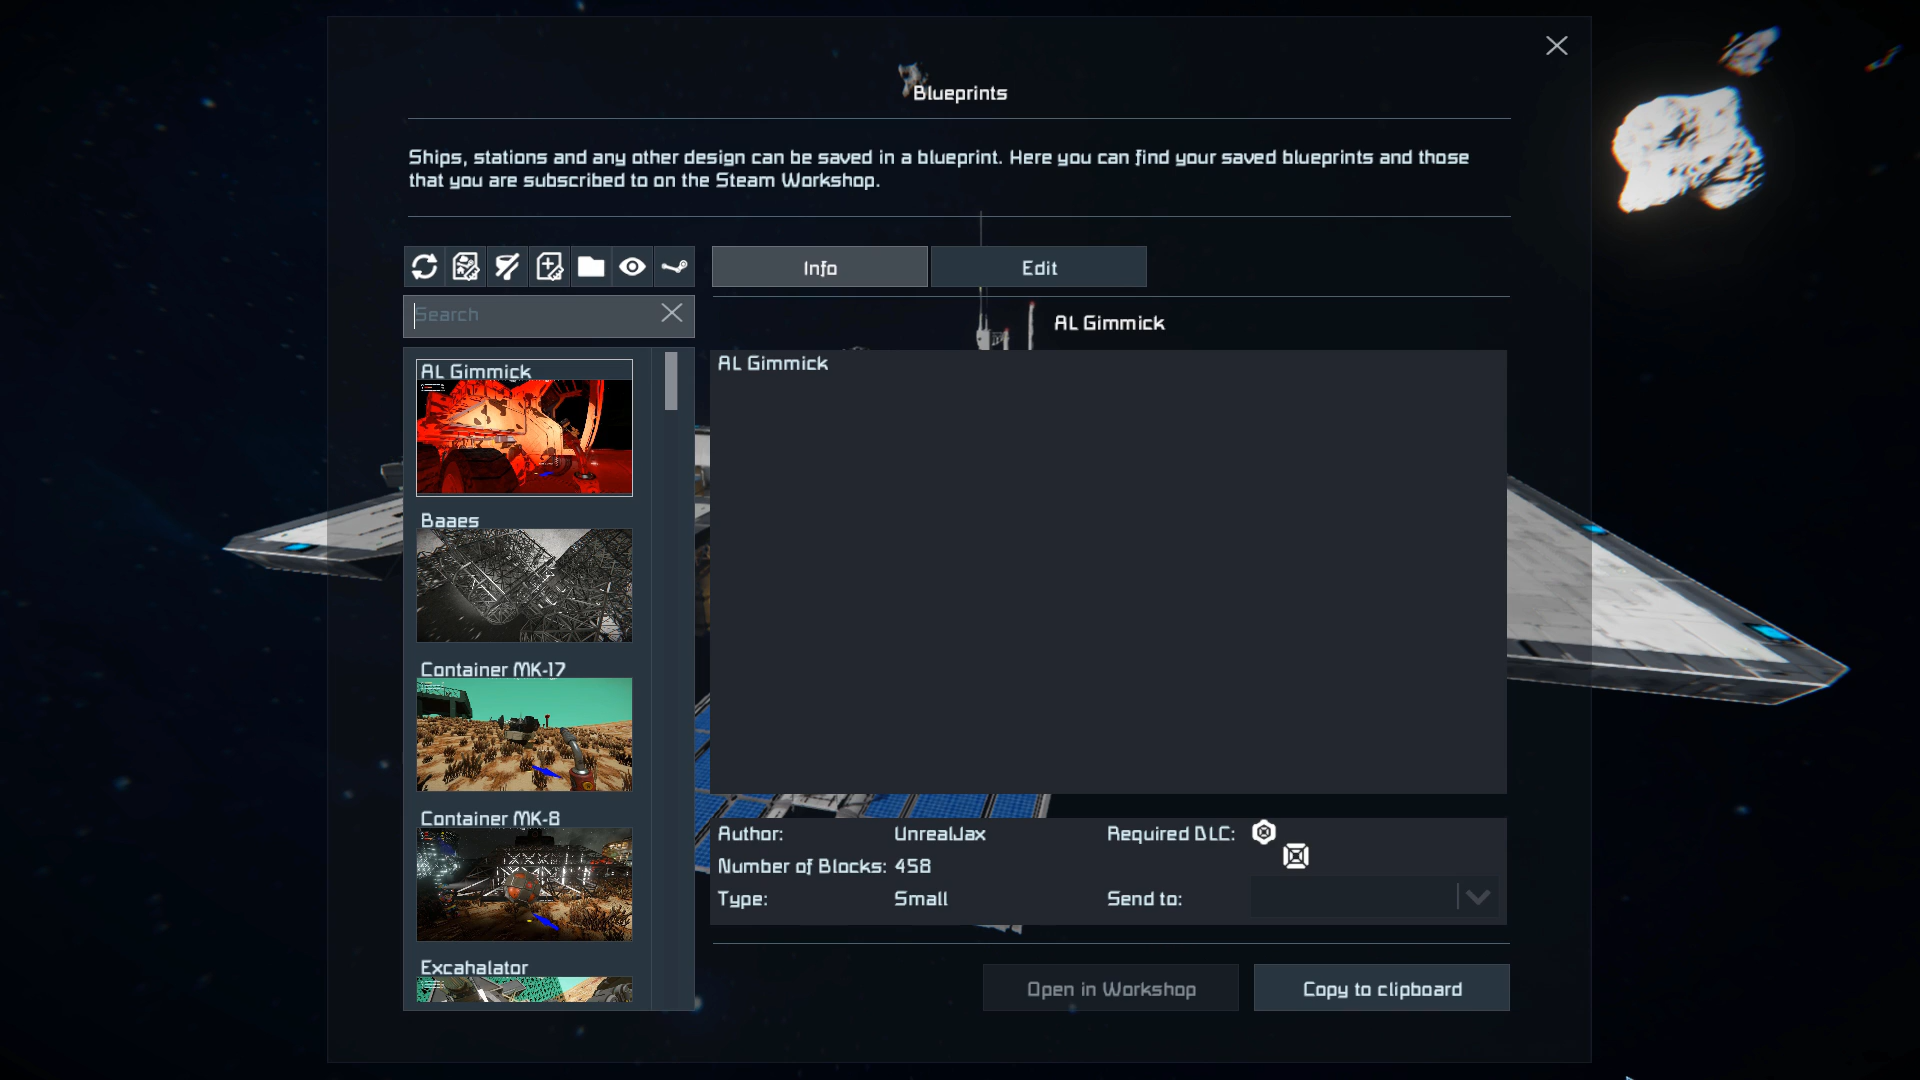 Blueprints
Ships, stations and any other design can be saved in a blueprint. Here you can find your saved blueprints and those
that you are subscribed to on the Steam Workshop.
Info
Edit
Search
AL Gimmick
AL Gimmick
AL Gimmick
Baaes
Container MK-17
Container MK-8
Excahalator
Author:
UnrealJax
Required DLC:
Number of Blocks: 458
Type:
Small
Send to:
Open in Workshop
Copy to clipboard